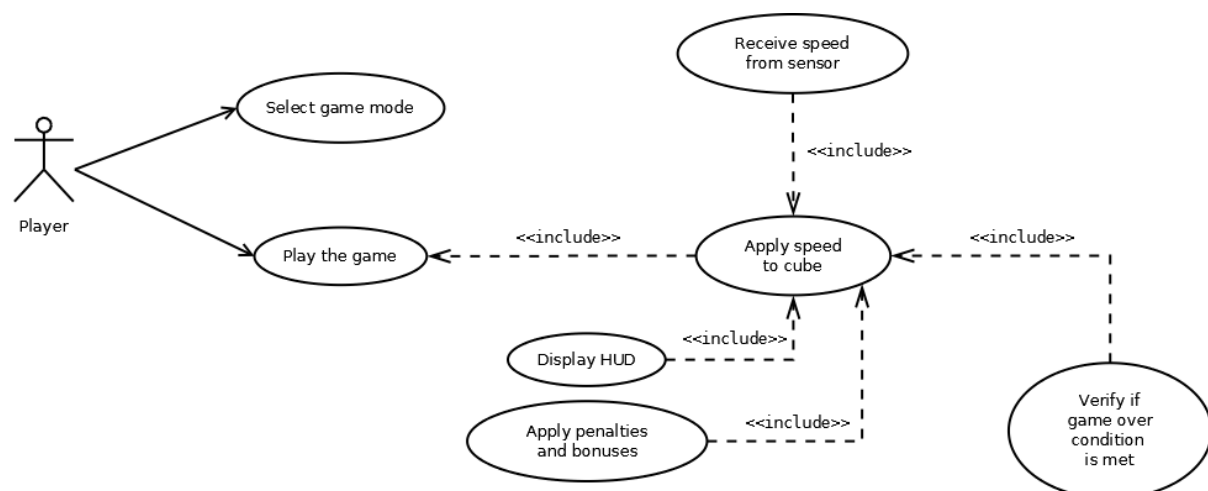 Receive speed
from sensor
Select game mode
<<include>>
Player
Play the game
<<include>>
Apply speed
to cube
<<include>>
<<include>>
Display HUD
<<include>>
Apply penalties
and bonuses
Verify if
game over
condition
is met